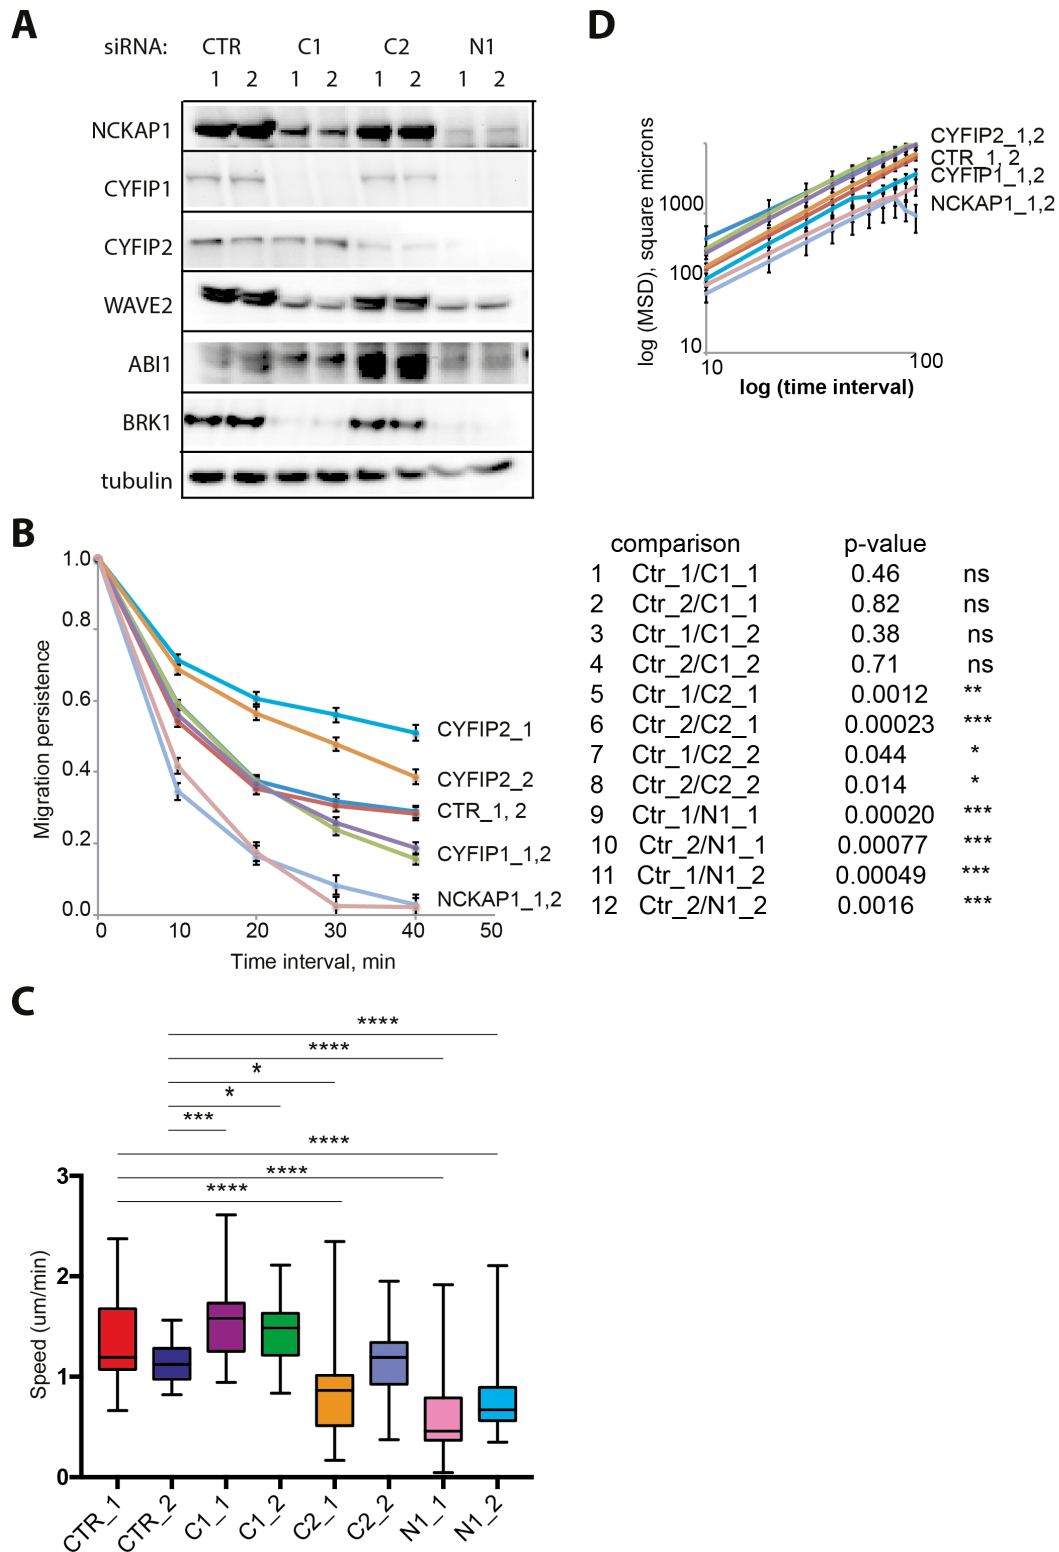 A
siRNA: CTR C1 C2 N1
1 2 1 2 1 2 1 2
NCKAP1
CYFIP1
CYFIP2
WAVE2
ABI1
BRK1
tubulin
D
log (MSD), square microns
1000
100
10
10 100
log (time interval)
CYFIP2_1,2
CTR_1, 2
CYFIP1_1,2
NCKAP1_1,2
B
Migration persistence
1.0
0.8
0.6
0.4
0.2
0.0
0 10 20 30 40 50
Time interval, min
CYFIP2_1
CYFIP2_2
CTR_1, 2
CYFIP1_1,2
NCKAP1_1,2
comparison p-value
1 Ctr_1/C1_1 0.46 ns
2 Ctr_2/C1_1 0.82 ns
3 Ctr_1/C1_2 0.38 ns
4 Ctr_2/C1_2 0.71 ns
5 Ctr_1/C2_1 0.0012 **
6 Ctr_2/C2_1 0.00023 ***
7 Ctr_1/C2_2 0.044 *
8 Ctr_2/C2_2 0.014 *
9 Ctr_1/N1_1 0.00020 ***
10 Ctr_2/N1_1 0.00077 ***
11 Ctr_1/N1_2 0.00049 ***
12 Ctr_2/N1_2 0.0016 ***
C
****
****
*
*
***
****
****
****
Speed (um/min)
3
2
1
0
CTR_1 CTR_2 C1_1 C1_2 C2_1 C2_2 N1_1 N1_2